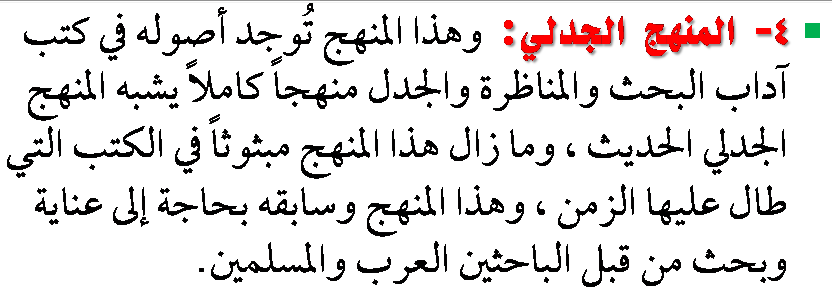 ٤- المنهج الجدلي: وهذا المنهج تُوجد أصوله في كتب
آداب البحث والمناظرة والجدل منهجاً كاملاً يشبه المنهج
الجدلي الحديث ، وما زال هذا المنهج مبثوثاً في الكتب التي
طال عليها الزمن ، وهذا المنهج وسابقه بحاجة إلى عناية
وبحث من قبل الباحثين العرب والمسلمين.